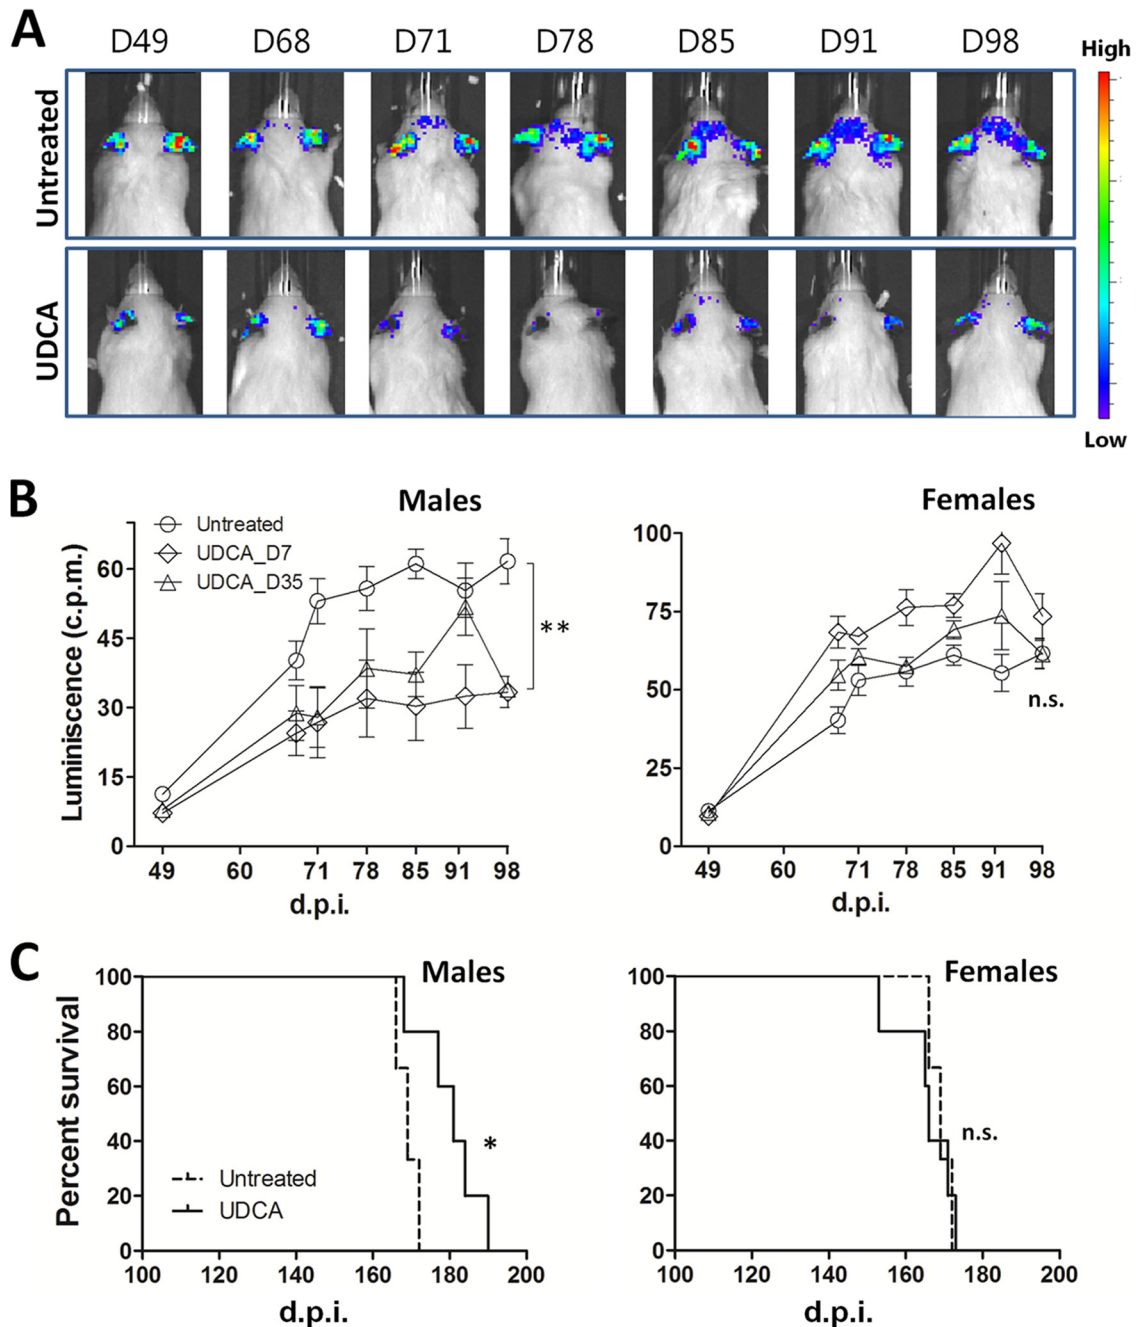 A
D49 D68 D71 D78 D85 D91 D98
High
Untreated
UDCA
Low
B
Males
Untreated
UDCA_D7
UDCA_D35
Luminiscence (c.p.m.)
60
45
30
15
0
**
49 60 71 78 85 91 98
d.p.i.
Females
100
75
50
25
0
n.s.
49 60 71 78 85 91 98
d.p.i.
C
Males
Percent survival
100
80
60
40
20
0
*
Untreated
UDCA
100 120 140 160 180 200
d.p.i.
Females
100
80
60
40
20
0
n.s.
100 120 140 160 180 200
d.p.i.